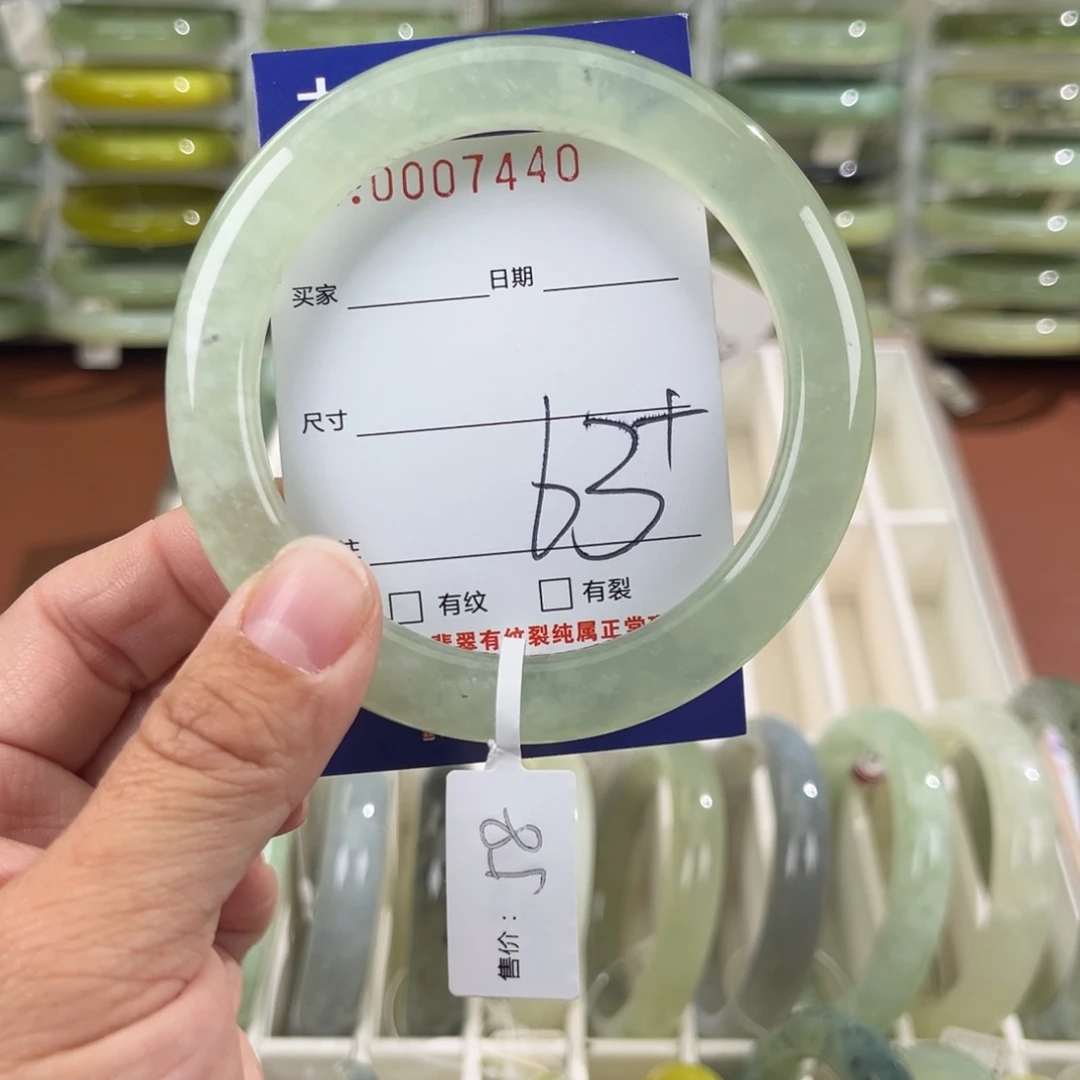 .0007440
买家 日期
尺寸
63+
有纹 有裂
翡翠有纹裂纯属正常
售价：58